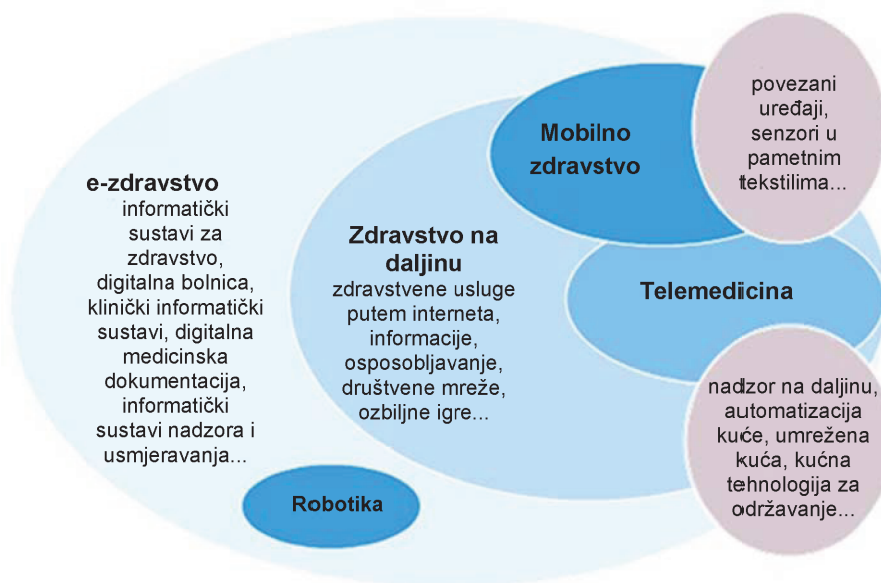 e-zdravstvo
informatički
sustavi za
zdravstvo,
digitalna bolnica,
klinički informatički
sustavi, digitalna
medicinska
dokumentacija,
informatički
sustavi nadzora i
usmjeravanja...
Zdravstvo na
daljinu
zdravstvene usluge
putem interneta,
informacije,
osposobljavanje,
društvene mreže,
ozbiljne igre...
Mobilno
zdravstvo
povezani
uređaji,
senzori u
pametnim
tekstilima...
Telemedicina
nadzor na daljinu,
automatizacija
kuće, umrežena
kuća, kućna
tehnologija za
održavanje...
Robotika